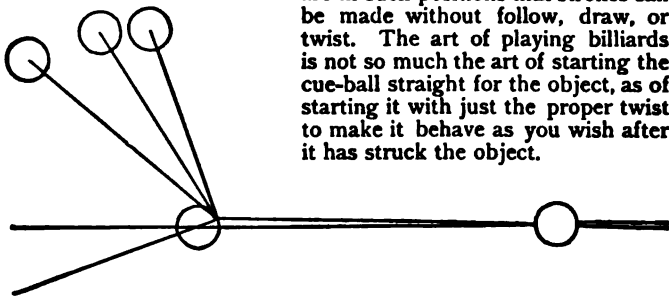 be made without follow, draw, or
twist. The art of playing billiards
is not so much the art of starting the
cue-ball straight for the object, as of
starting it with just the proper twist
to make it behave as you wish after
it has struck the object.